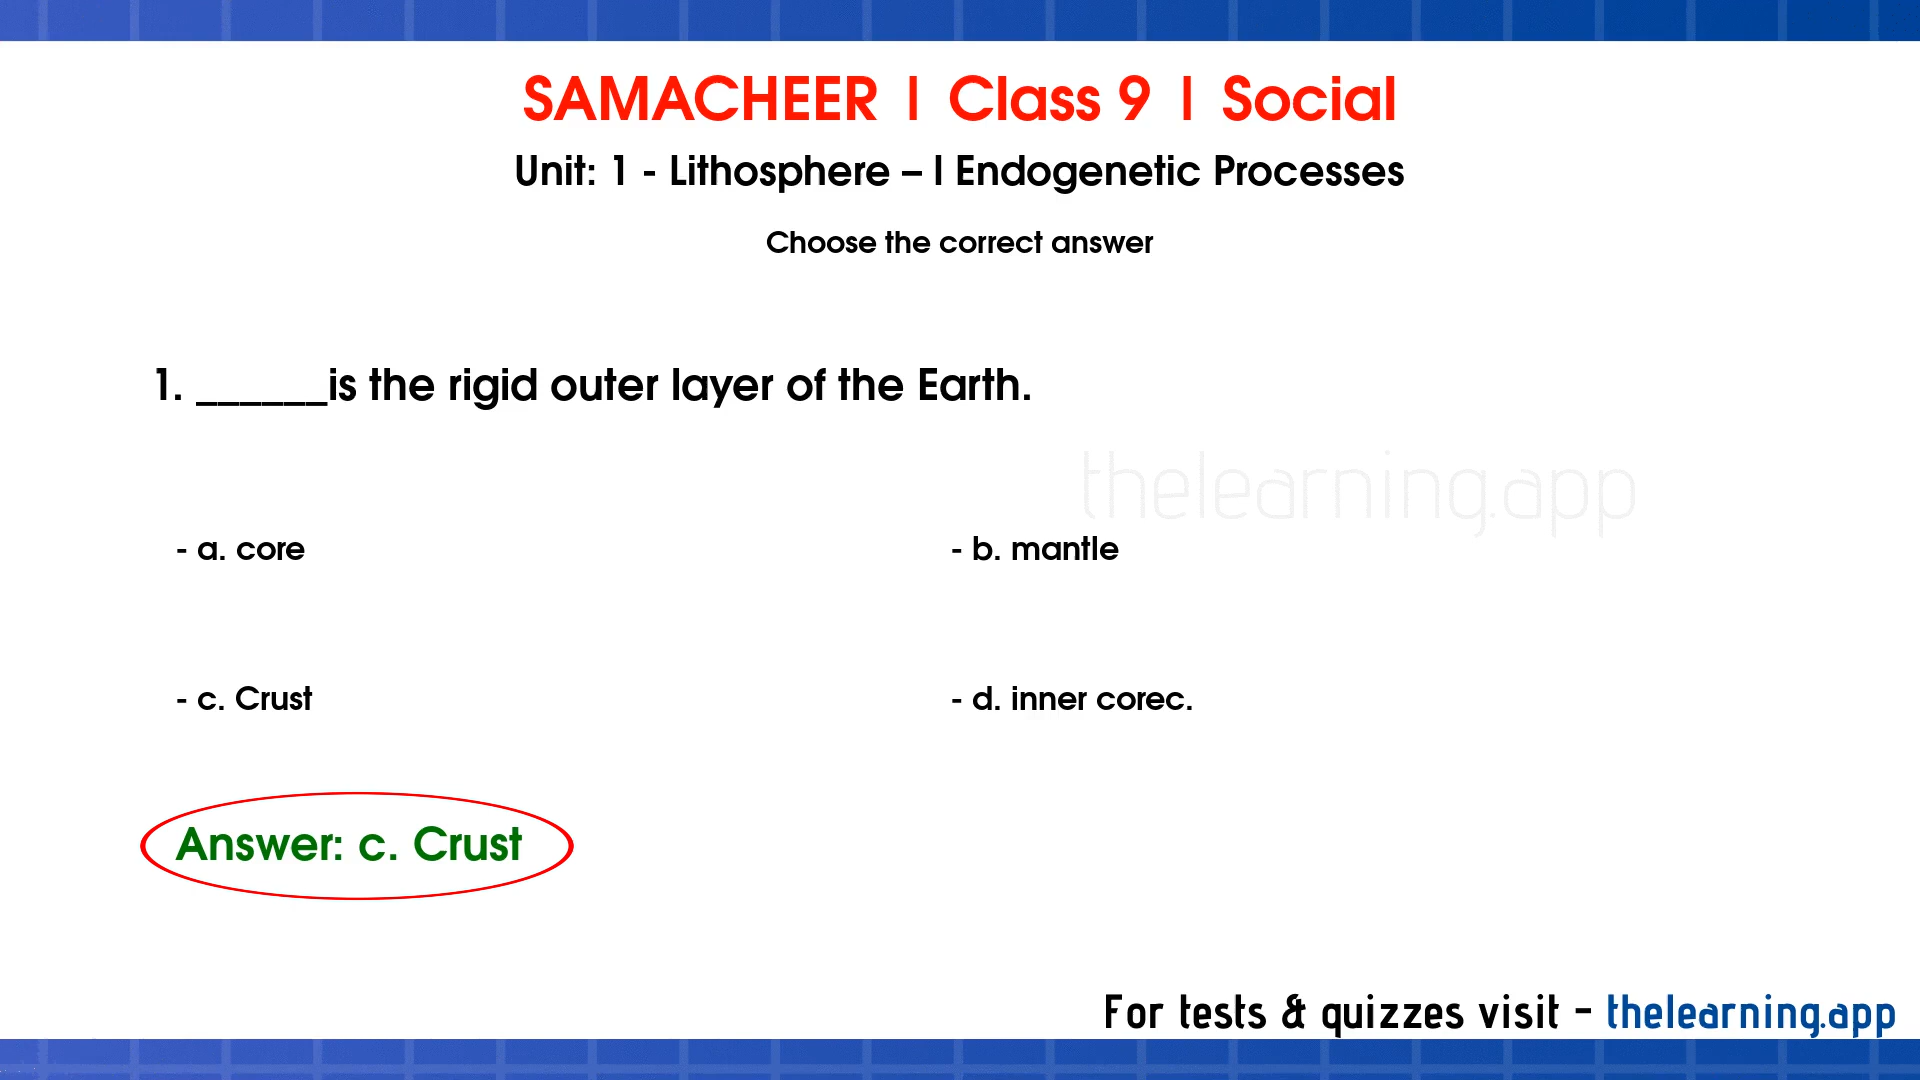 SAMACHEER | Class 9 | Social
Unit: 1 - Lithosphere – I Endogenetic Processes
Choose the correct answer
1. ______is the rigid outer layer of the Earth.
thelearning.app
- a. core
- b. mantle
- c. Crust
- d. inner corec.
Answer: c. Crust
For tests & quizzes visit - thelearning.app